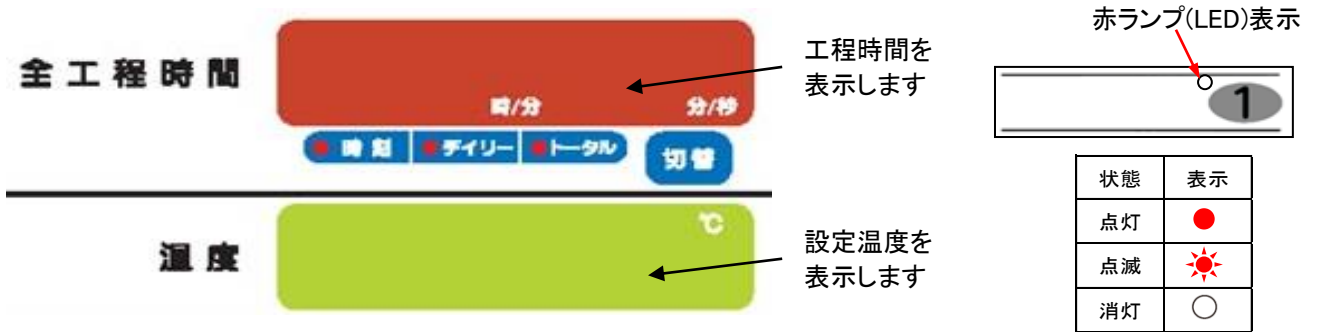 全工程時間
時/分
分/秒
時刻
デイリー
トータル
切替
工程時間を
表示します
温度
℃
設定温度を
表示します
赤ランプ(LED)表示
1
状態 表示
点灯
点滅
消灯